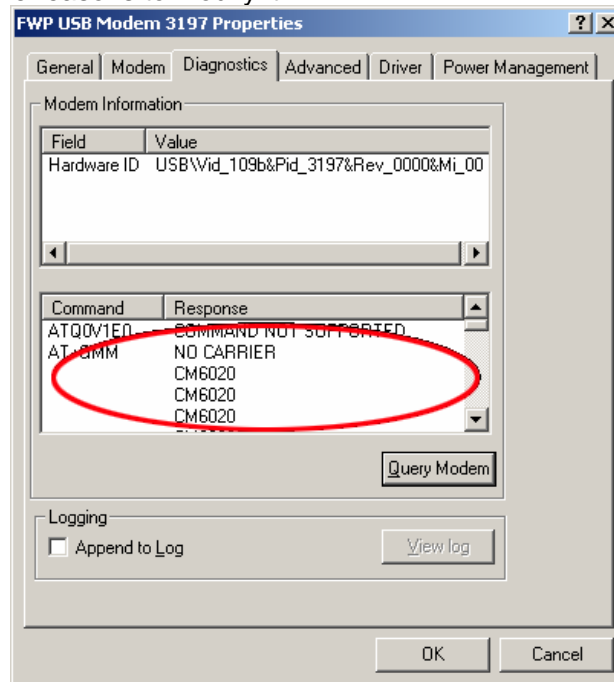 FWP USB Modem 3197 Properties
General Modem Diagnostics Advanced Driver Power Management
Modem Information
Field Value
Hardware ID USB\Vid_109b&Pid_3197&Rev_0000&Mi_00
Command Response
ATQ0V1E0 COMMAND NOT SUPPORTED
AT+GMM NO CARRIER
CM6020
CM6020
CM6020
Query Modem
Logging
Append to Log View log
OK Cancel